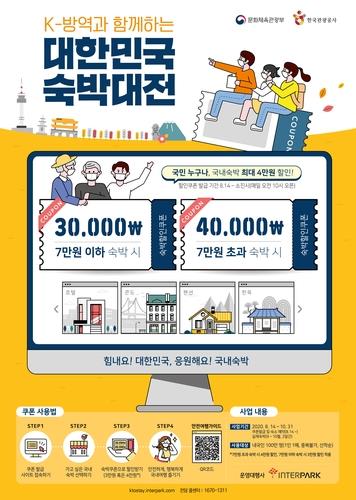 K-방역과 함께하는
문화체육관광부
한국관광공사
대한민국
숙박대전
COUPON
국민 누구나, 국내숙박 최대 4만원 할인!
할인쿠폰 발급 기간 8.14 ~ 소진시(매일 오전 10시 오픈)
COUPON
30,000₩
7만원 이하 숙박 시
숙박할인쿠폰
COUPON
40,000₩
7만원 초과 숙박 시
숙박할인쿠폰
호텔
콘도
펜션
한옥
힘내요! 대한민국, 응원해요! 국내숙박
쿠폰 사용법
STEP1
STEP2
STEP3
STEP4
안전여행가이드
쿠폰 발급
사이트 접속하기
가고 싶은 국내
숙박 선택하기
숙박쿠폰으로 할인받기
(3만원 혹은 4만원*)
안전하게, 행복하게
국내여행 즐기기
QR코드
사업 내용
사업기간
2020. 8. 14 ~ 10. 31
사용대상
운영대행사
INTERPARK
ktostay.interpark.com
전담 콜센터 : 1670-1311